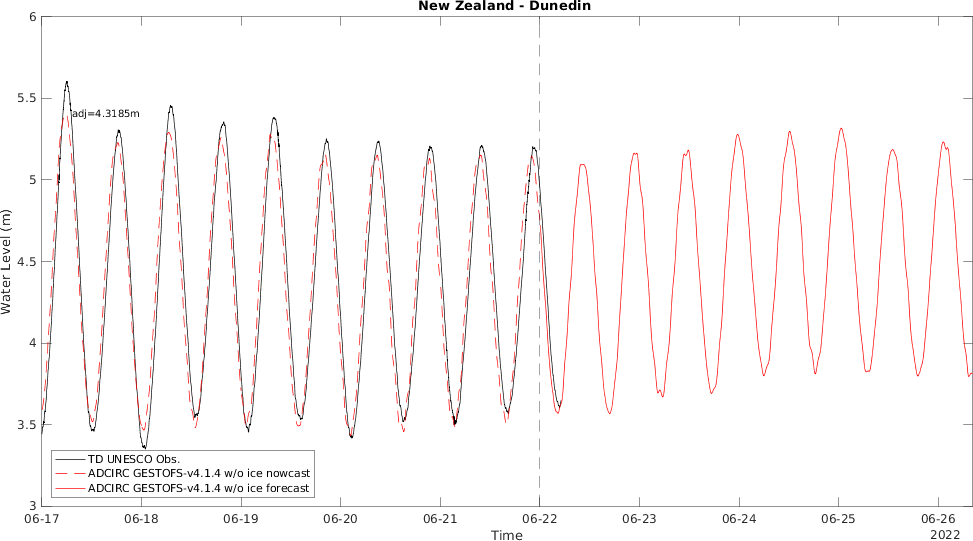 New Zealand - Dunedin
6
5.5
5
4.5
4
3.5
3
Water Level (m)
adj=4.3185m
TD UNESCO Obs.
ADCIRC GESTOFS-v4.1.4 w/o ice nowcast
ADCIRC GESTOFS-v4.1.4 w/o ice forecast
06-17 06-18 06-19 06-20 06-21 06-22 06-23 06-24 06-25 06-26
Time 2022